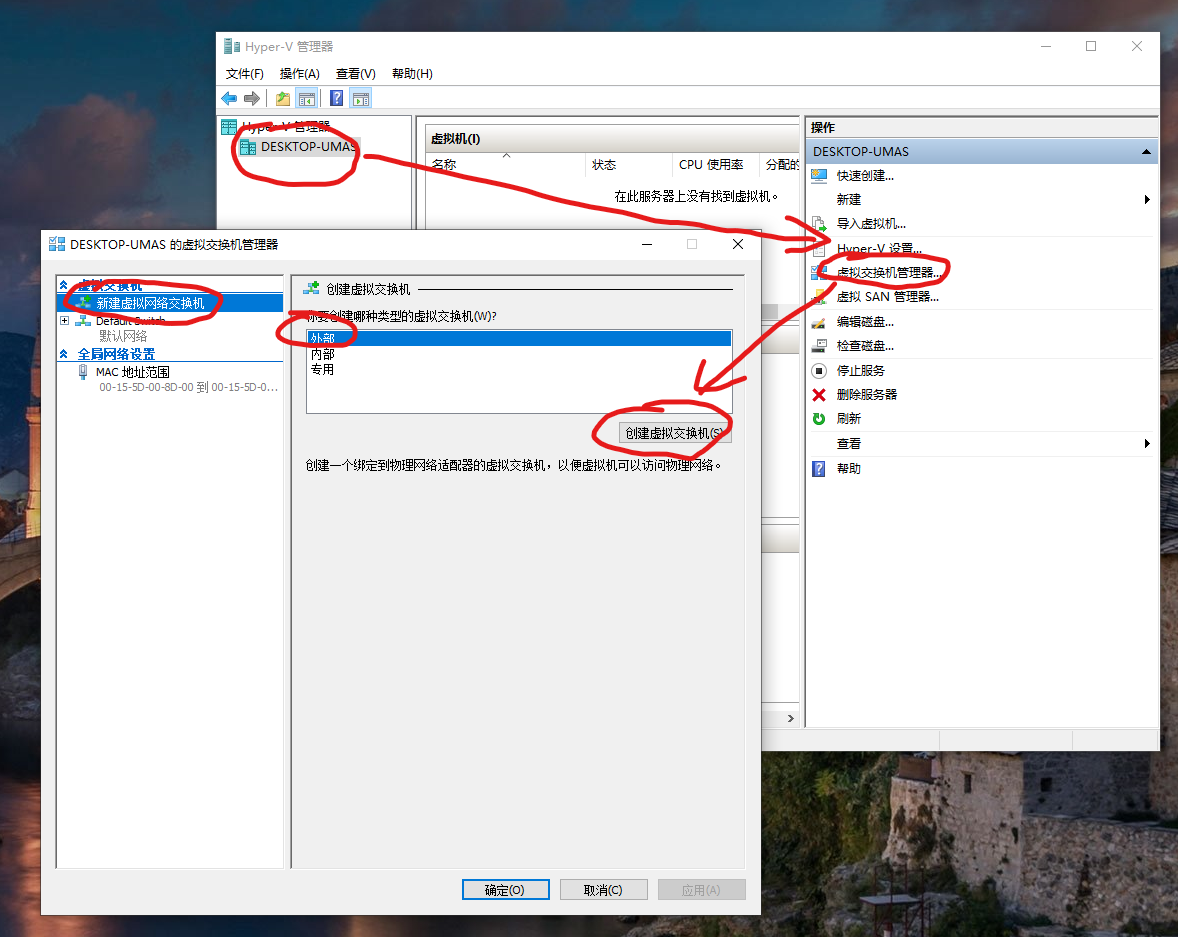 Hyper-V 管理器
文件(F) 操作(A) 查看(V) 帮助(H)
Hyper-V 管理器
DESKTOP-UMAS
虚拟机(I)
名称 状态 CPU 使用率 分配的
在此服务器上没有找到虚拟机。
操作
DESKTOP-UMAS
快速创建...
新建
导入虚拟机...
Hyper-V 设置...
虚拟交换机管理器...
虚拟 SAN 管理器...
编辑磁盘...
检查磁盘...
停止服务
删除服务器
刷新
查看
帮助
DESKTOP-UMAS 的虚拟交换机管理器
虚拟交换机
新建虚拟网络交换机
Default Switch
默认网络
全局网络设置
MAC 地址范围
00-15-5D-00-8D-00 到 00-15-5D-0...
创建虚拟交换机
你要创建哪种类型的虚拟交换机(W)?
外部
内部
专用
创建虚拟交换机(S)
创建一个绑定到物理网络适配器的虚拟交换机，以便虚拟机可以访问物理网络。
确定(O) 取消(C) 应用(A)